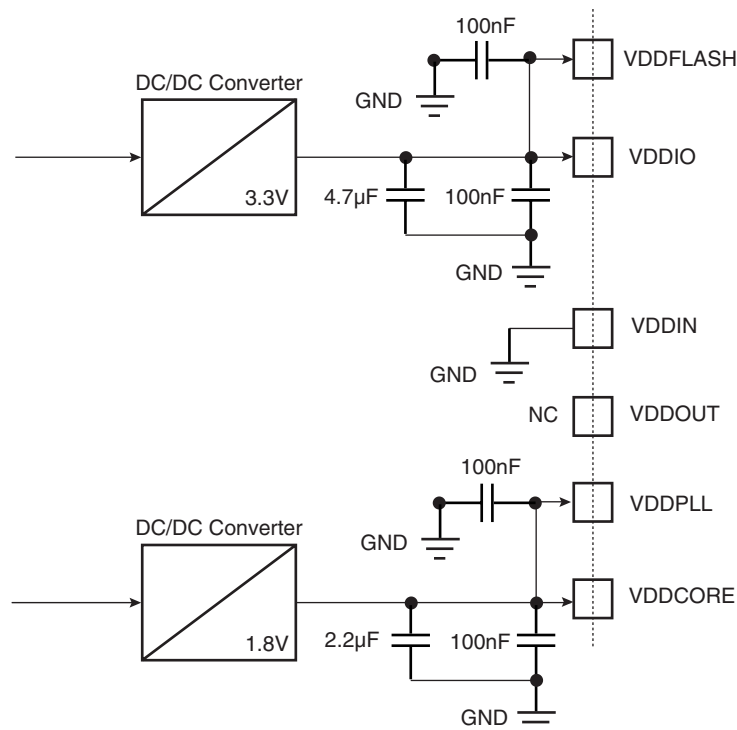 100nF
VDDFLASH
DC/DC Converter
GND
VDDIO
3.3V
4.7µF
100nF
GND
VDDIN
GND
NC
VDDOUT
100nF
VDDPLL
DC/DC Converter
GND
VDDCORE
1.8V
2.2µF
100nF
GND